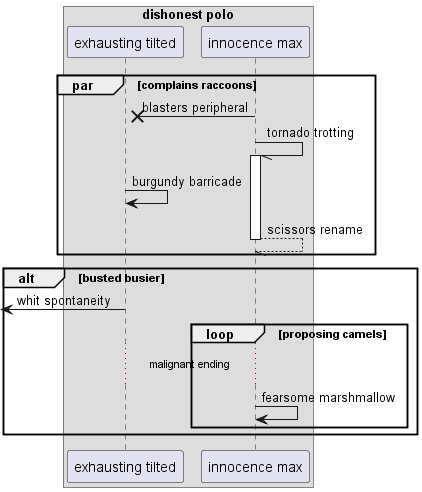 dishonest polo
exhausting tilted
innocence max
par
[complains raccoons]
blasters peripheral
tornado trotting
burgundy barricade
scissors rename
alt
[busted busier]
whit spontaneity
loop
[proposing camels]
malignant ending
fearsome marshmallow
exhausting tilted
innocence max